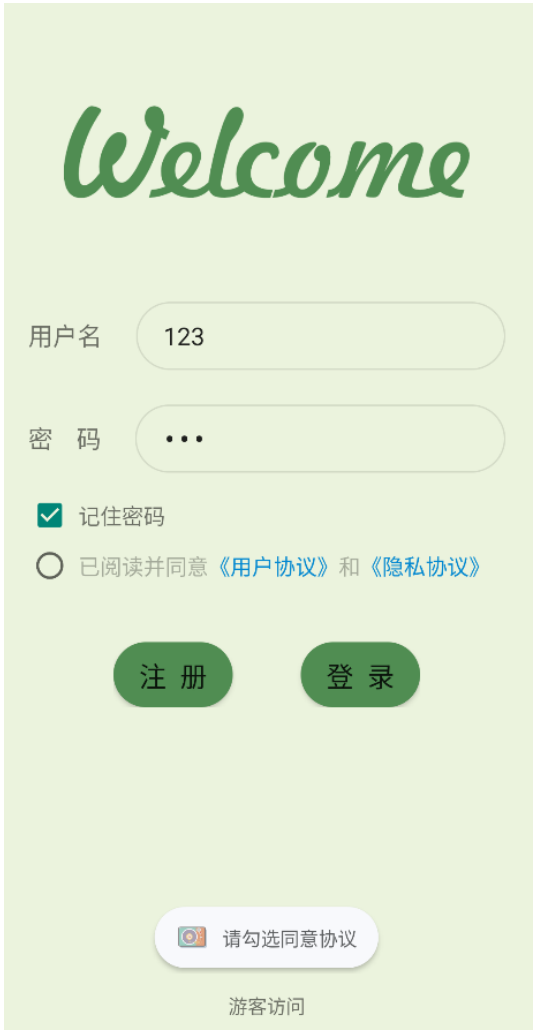 Welcome
用户名 123
密 码 •••
记住密码
已阅读并同意《用户协议》和《隐私协议》
注 册 登 录
请勾选同意协议
游客访问